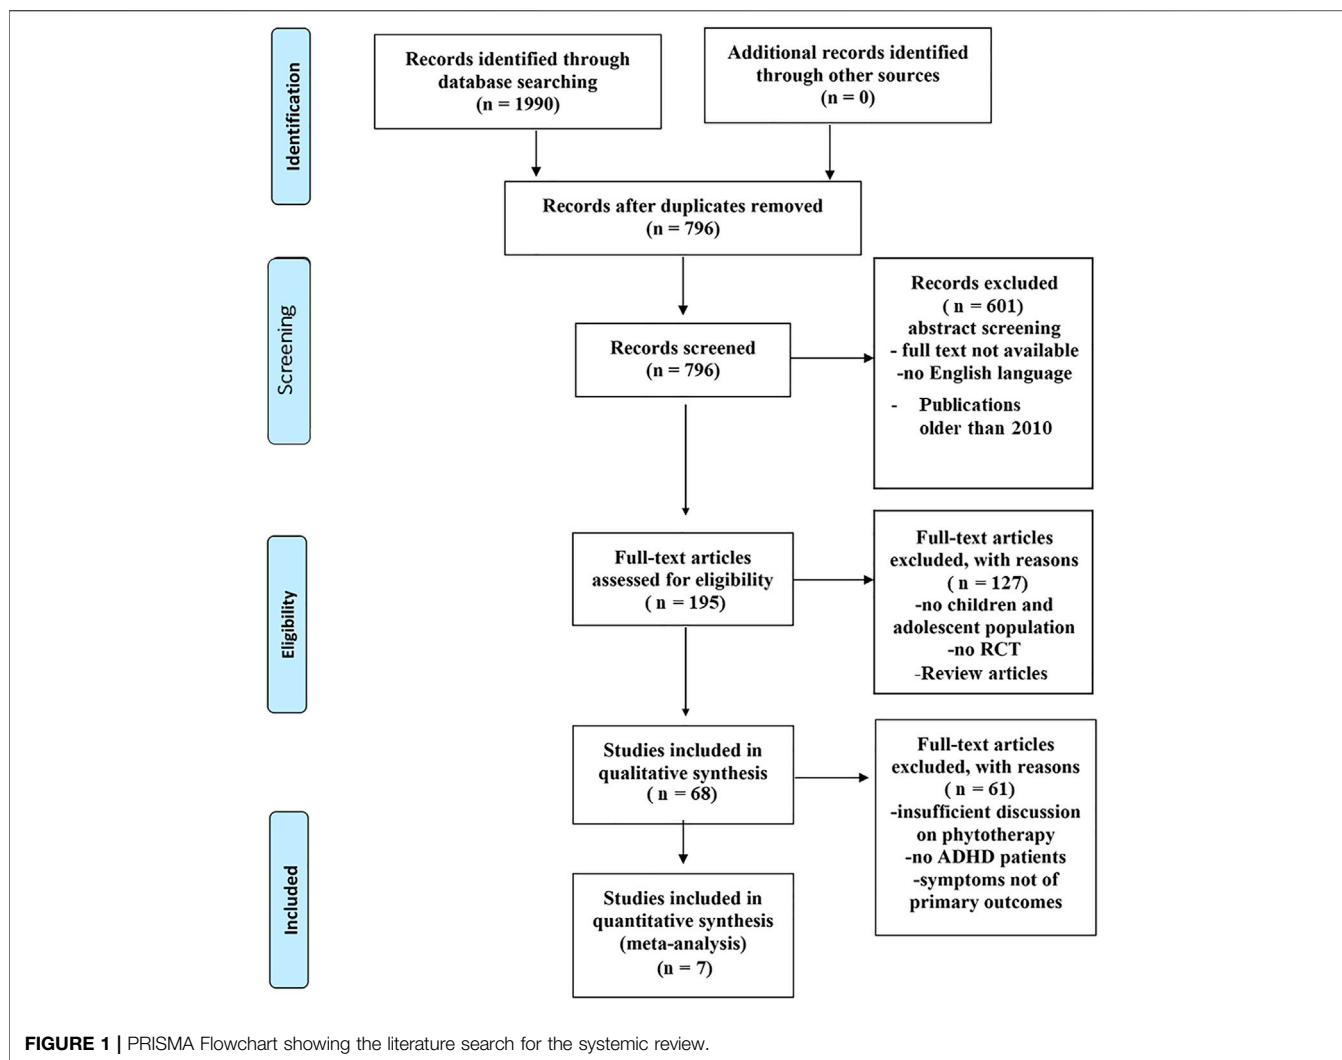 Identification
Records identified through
database searching
(n = 1990)
Additional records identified
through other sources
(n = 0)
Records after duplicates removed
(n = 796)
Screening
Records screened
(n = 796)
Records excluded
( n = 601)
abstract screening
- full text not available
-no English language
- Publications
older than 2010
Eligibility
Full-text articles
assessed for eligibility
( n = 195)
Full-text articles
excluded, with reasons
( n = 127)
-no children and
adolescent population
-no RCT
-Review articles
Studies included in
qualitative synthesis
( n = 68)
Full-text articles
excluded, with reasons
( n = 61)
-insufficient discussion
on phytotherapy
-no ADHD patients
-symptoms not of
primary outcomes
Included
Studies included in
quantitative synthesis
(meta-analysis)
(n = 7)
FIGURE 1 | PRISMA Flowchart showing the literature search for the systemic review.